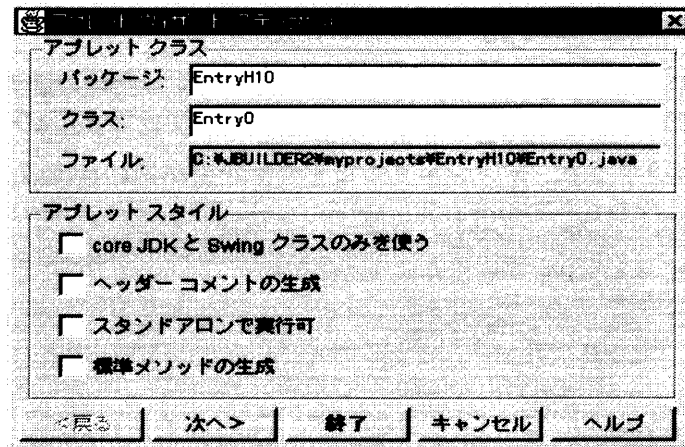 アプレット クラス
パッケージ: EntryH10
クラス: Entry0
ファイル: C:¥JBUILDER2¥myprojects¥EntryH10¥Entry0.java
アプレット スタイル
core JDK と Swing クラスのみを使う
ヘッダー コメントの生成
スタンドアロンで実行可
標準メソッドの生成
<戻る 次へ> 終了 キャンセル ヘルプ